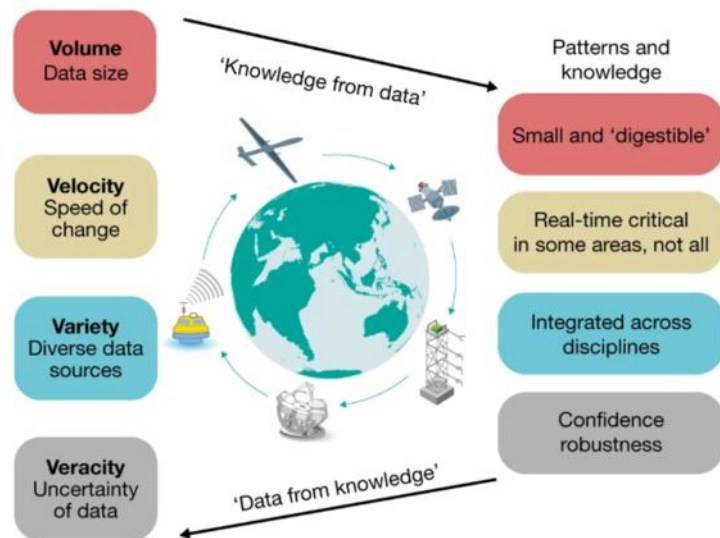 Volume
Data size
Velocity
Speed of
change
Variety
Diverse data
sources
Veracity
Uncertainty
of data
‘Knowledge from data’
‘Data from knowledge’
Patterns and
knowledge
Small and ‘digestible’
Real-time critical
in some areas, not all
Integrated across
disciplines
Confidence
robustness